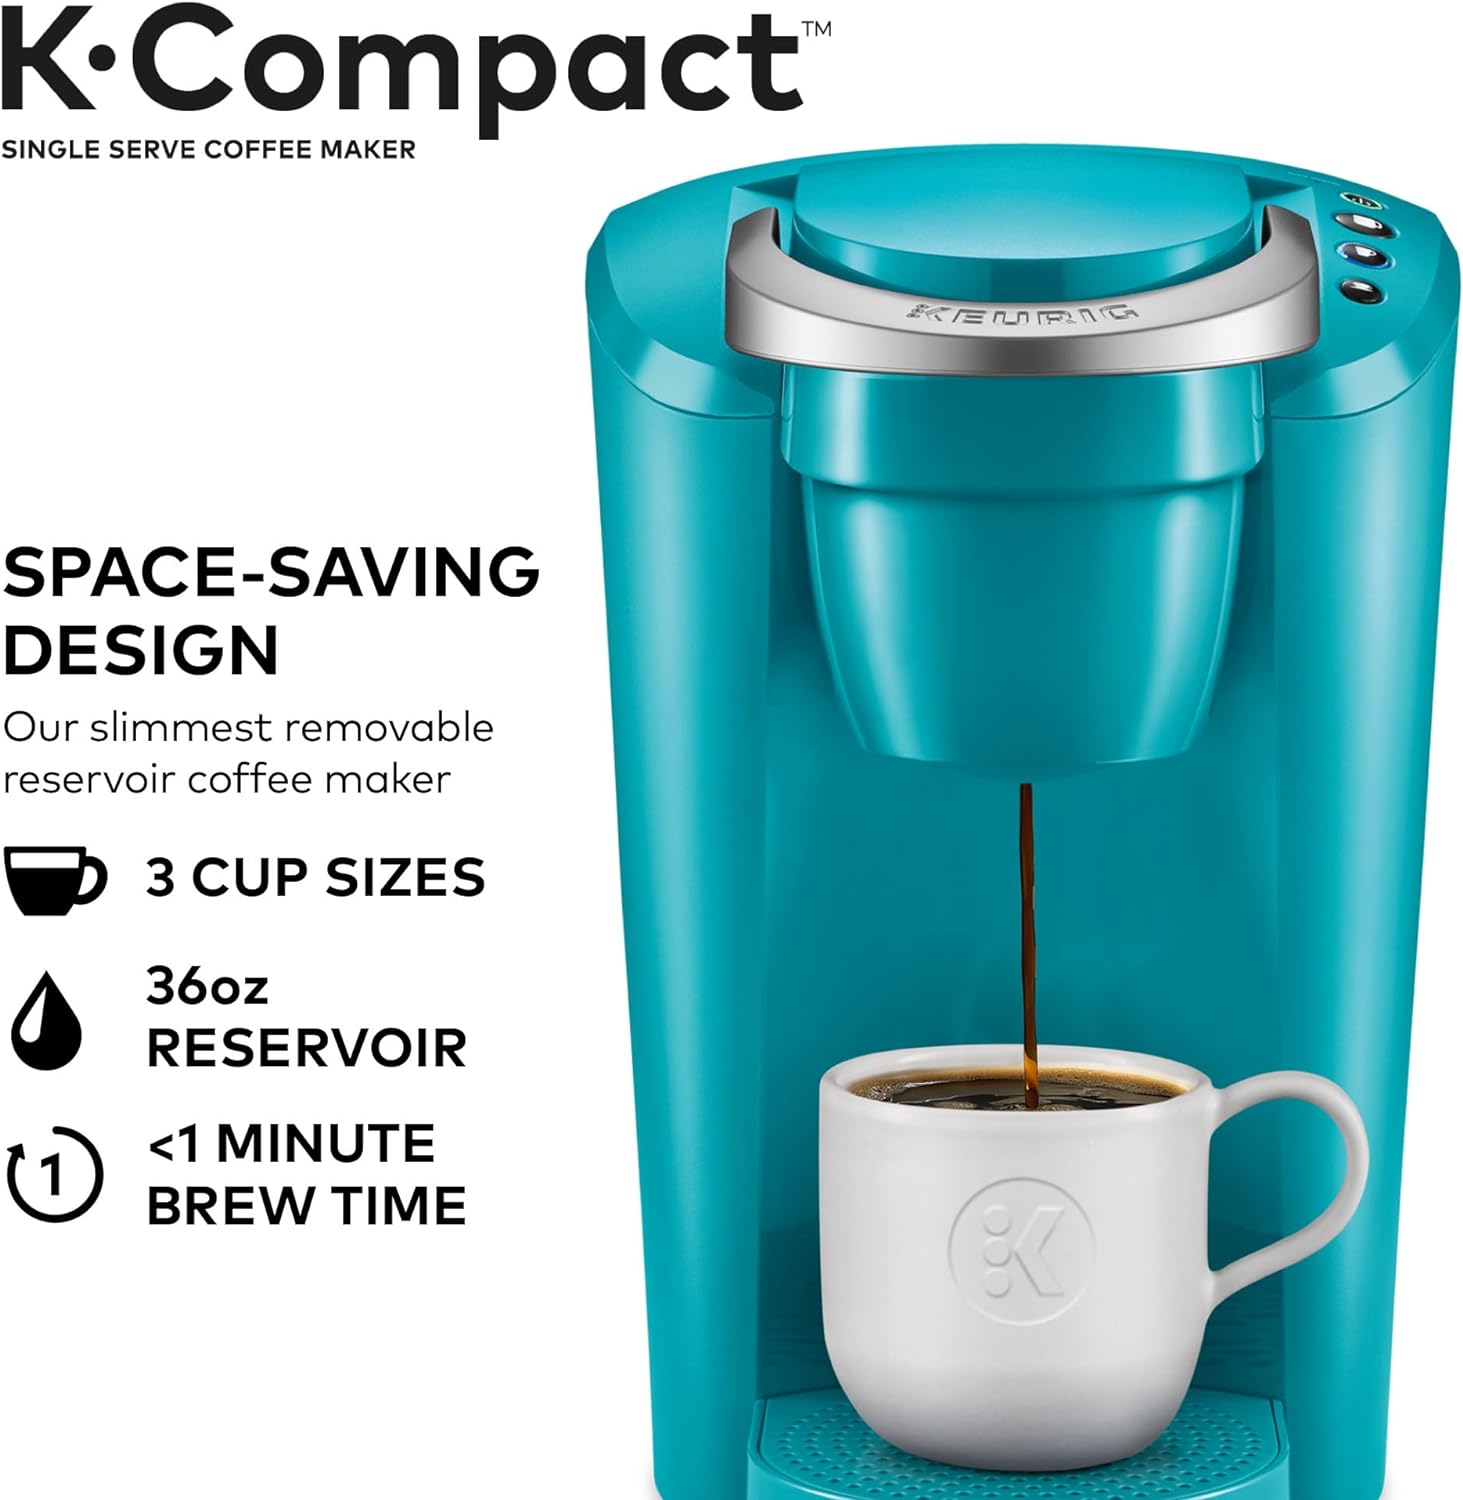 K•Compact™
SINGLE SERVE COFFEE MAKER
KEURIG
SPACE-SAVING
DESIGN
Our slimmest removable
reservoir coffee maker
3 CUP SIZES
36oz
RESERVOIR
1
<1 MINUTE
BREW TIME
K